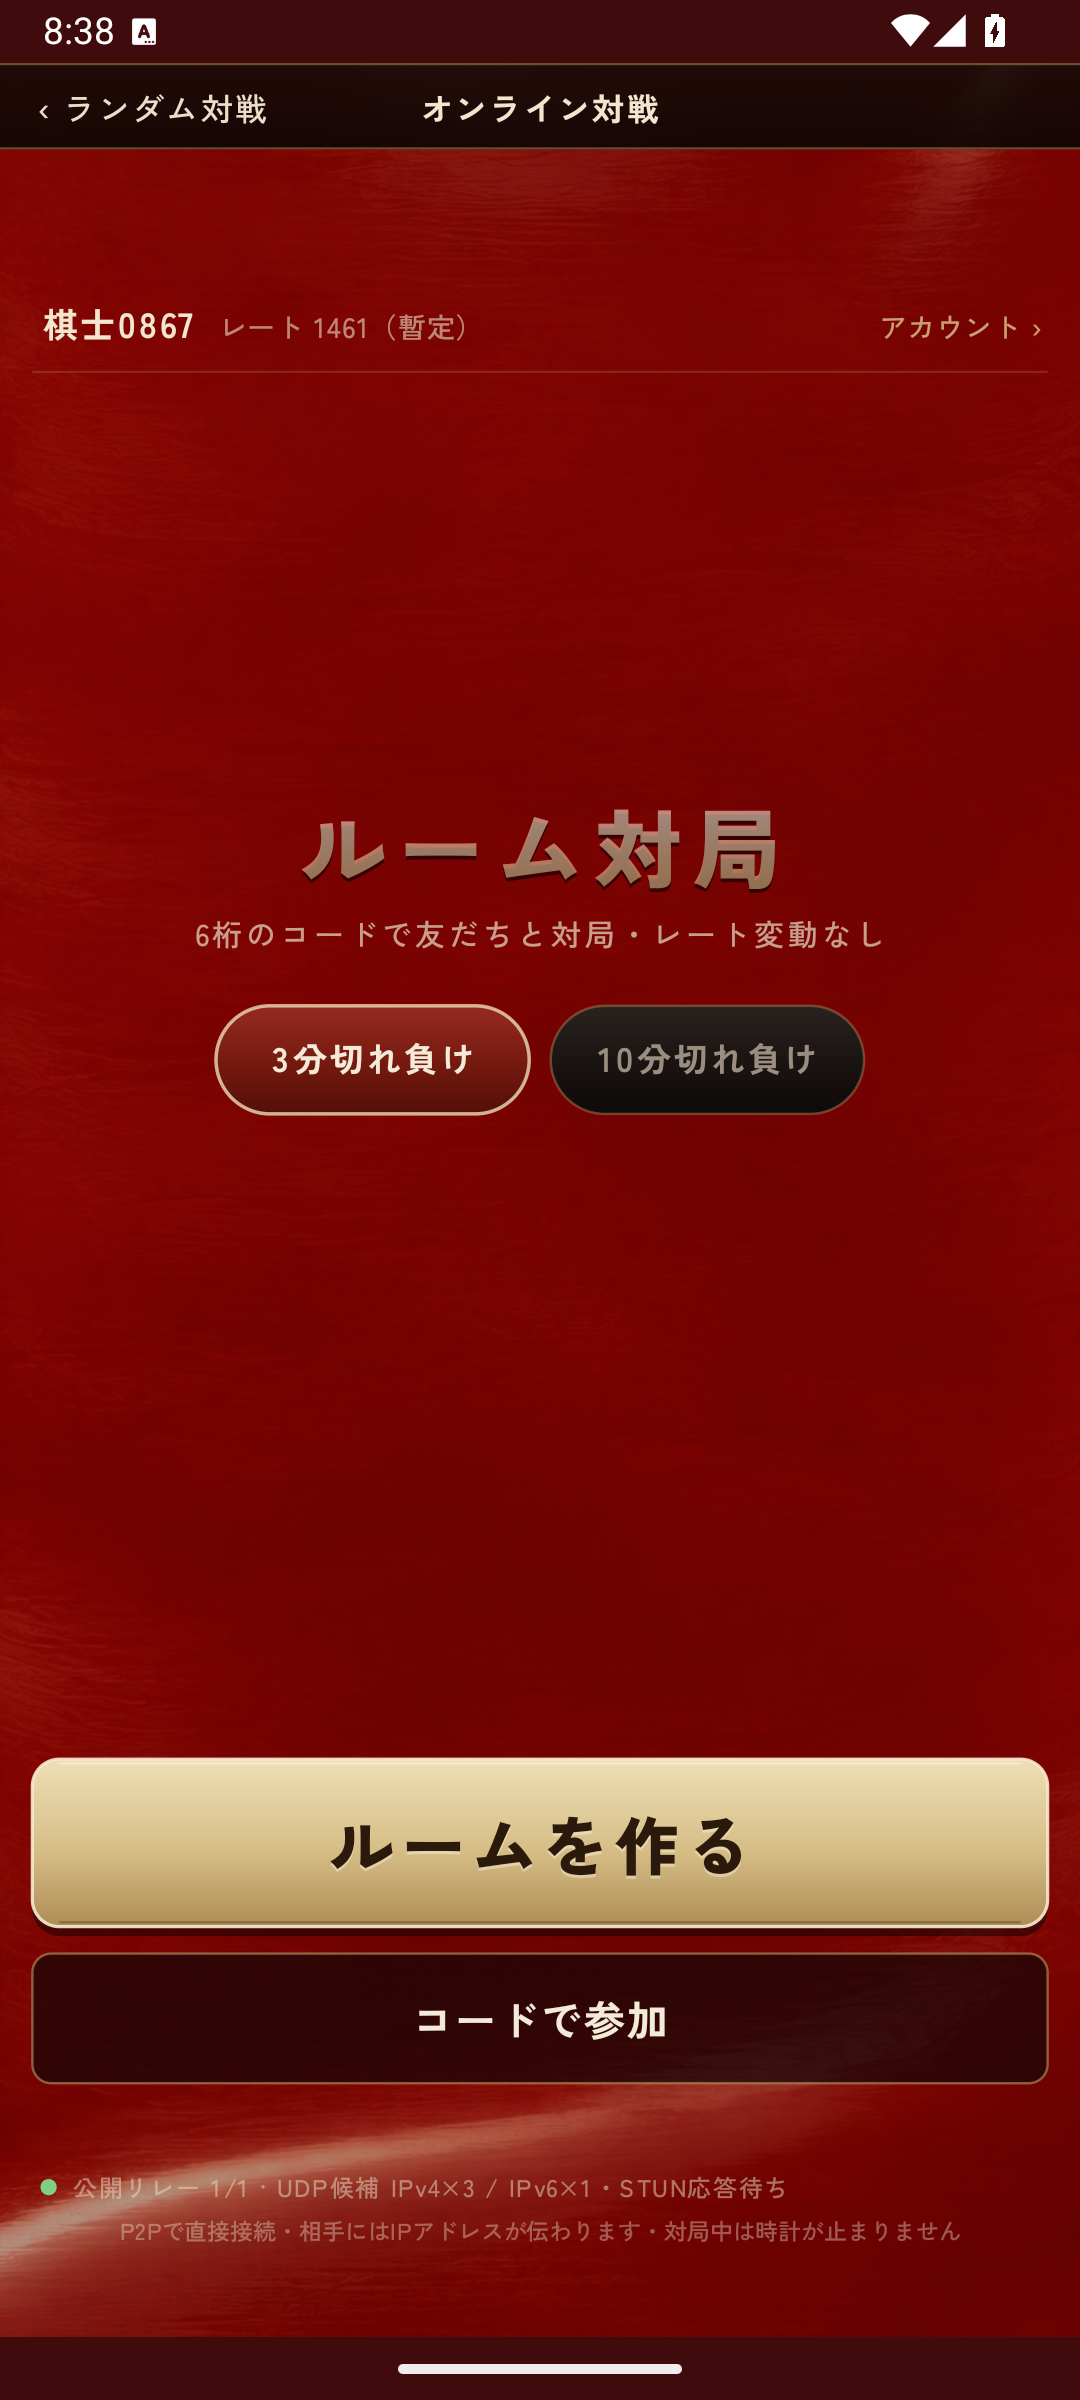 8:38
‹ ランダム対戦 オンライン対戦
棋士0867 レート 1461（暫定） アカウント ›
ルーム対局
6桁のコードで友だちと対局・レート変動なし
3分切れ負け 10分切れ負け
ルームを作る
コードで参加
公開リレー 1/1 · UDP候補 IPv4×3 / IPv6×1・STUN応答待ち
P2Pで直接接続・相手にはIPアドレスが伝わります・対局中は時計が止まりません